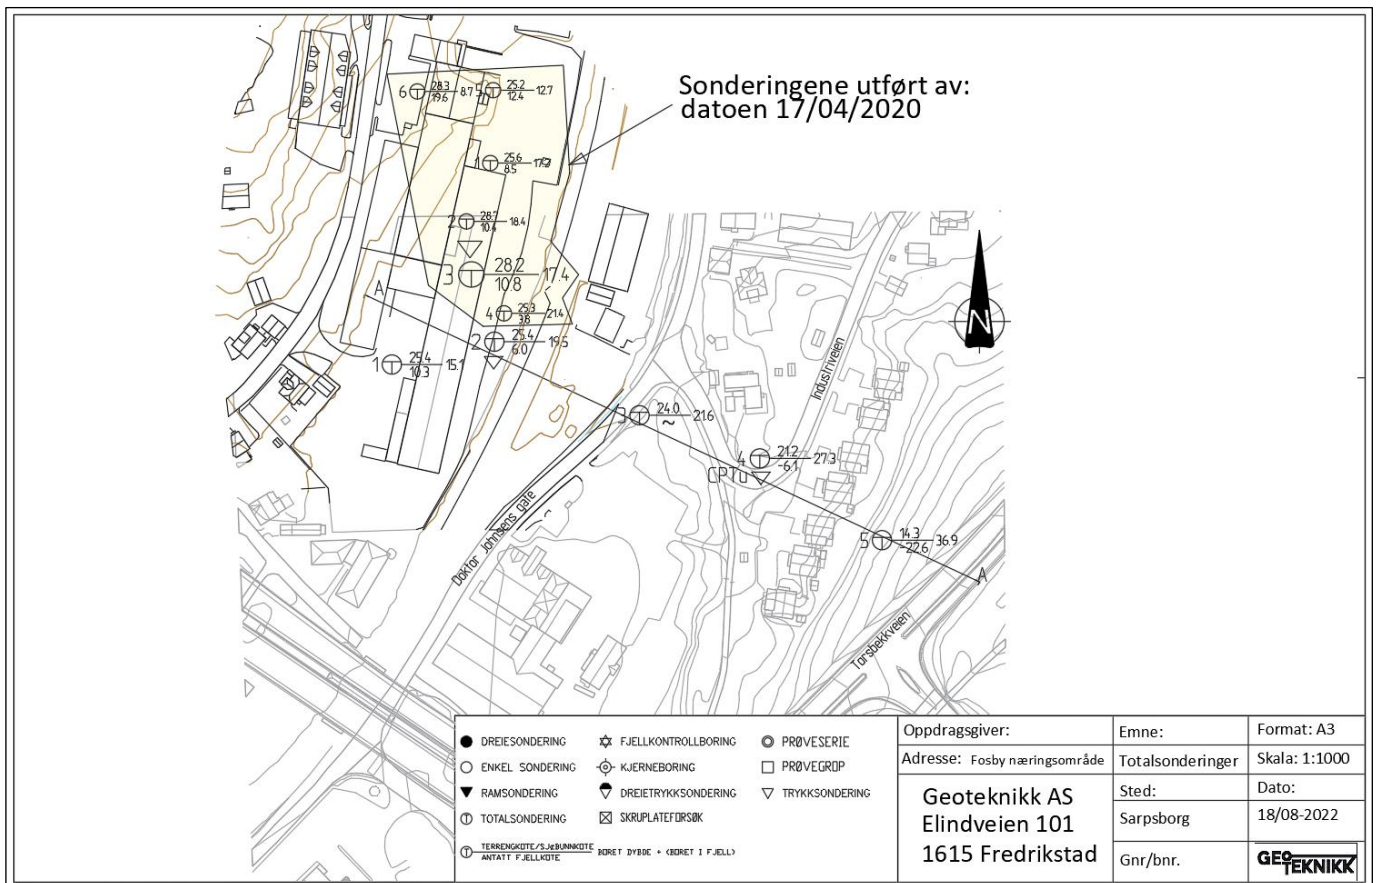 Sonderingene utført av:
datoen 17/04/2020
6 28.3 8.7
19.6
5 25.2 12.7
12.4
1 25.6
8.5
2 28.7 18.4
10.4
3 28.2 17.4
10.8
A
4 25.3 21.4
3.8
2 25.4 19.5
6.0
1 25.4 15.1
10.3
3 24.0 21.6
~
4 21.2 27.3
-6.1
CPTu
5 14.3 36.9
-22.6
A
N
Industriveien
Doktor Johnsens gate
Torsbekkveien
DREIESONDERING FJELLKONTROLLBORING PRØVESERIE
ENKEL SONDERING KJERNEBORING PRØVEGROP
RAMSONDERING DREIETRYKKSONDERING TRYKKSONDERING
TOTALSONDERING SKRUPLATEFORSØK
TERRENGKOTE/SJØBUNNKOTE BORET DYBDE + (BORET I FJELL)
ANTATT FJELLKOTE
Oppdragsgiver:
Adresse: Fosby næringsområde
Geoteknikk AS
Elindveien 101
1615 Fredrikstad
Emne:
Totalsonderinger
Sted:
Sarpsborg
Gnr/bnr.
Format: A3
Skala: 1:1000
Dato:
18/08-2022
GEOTEKNIKK